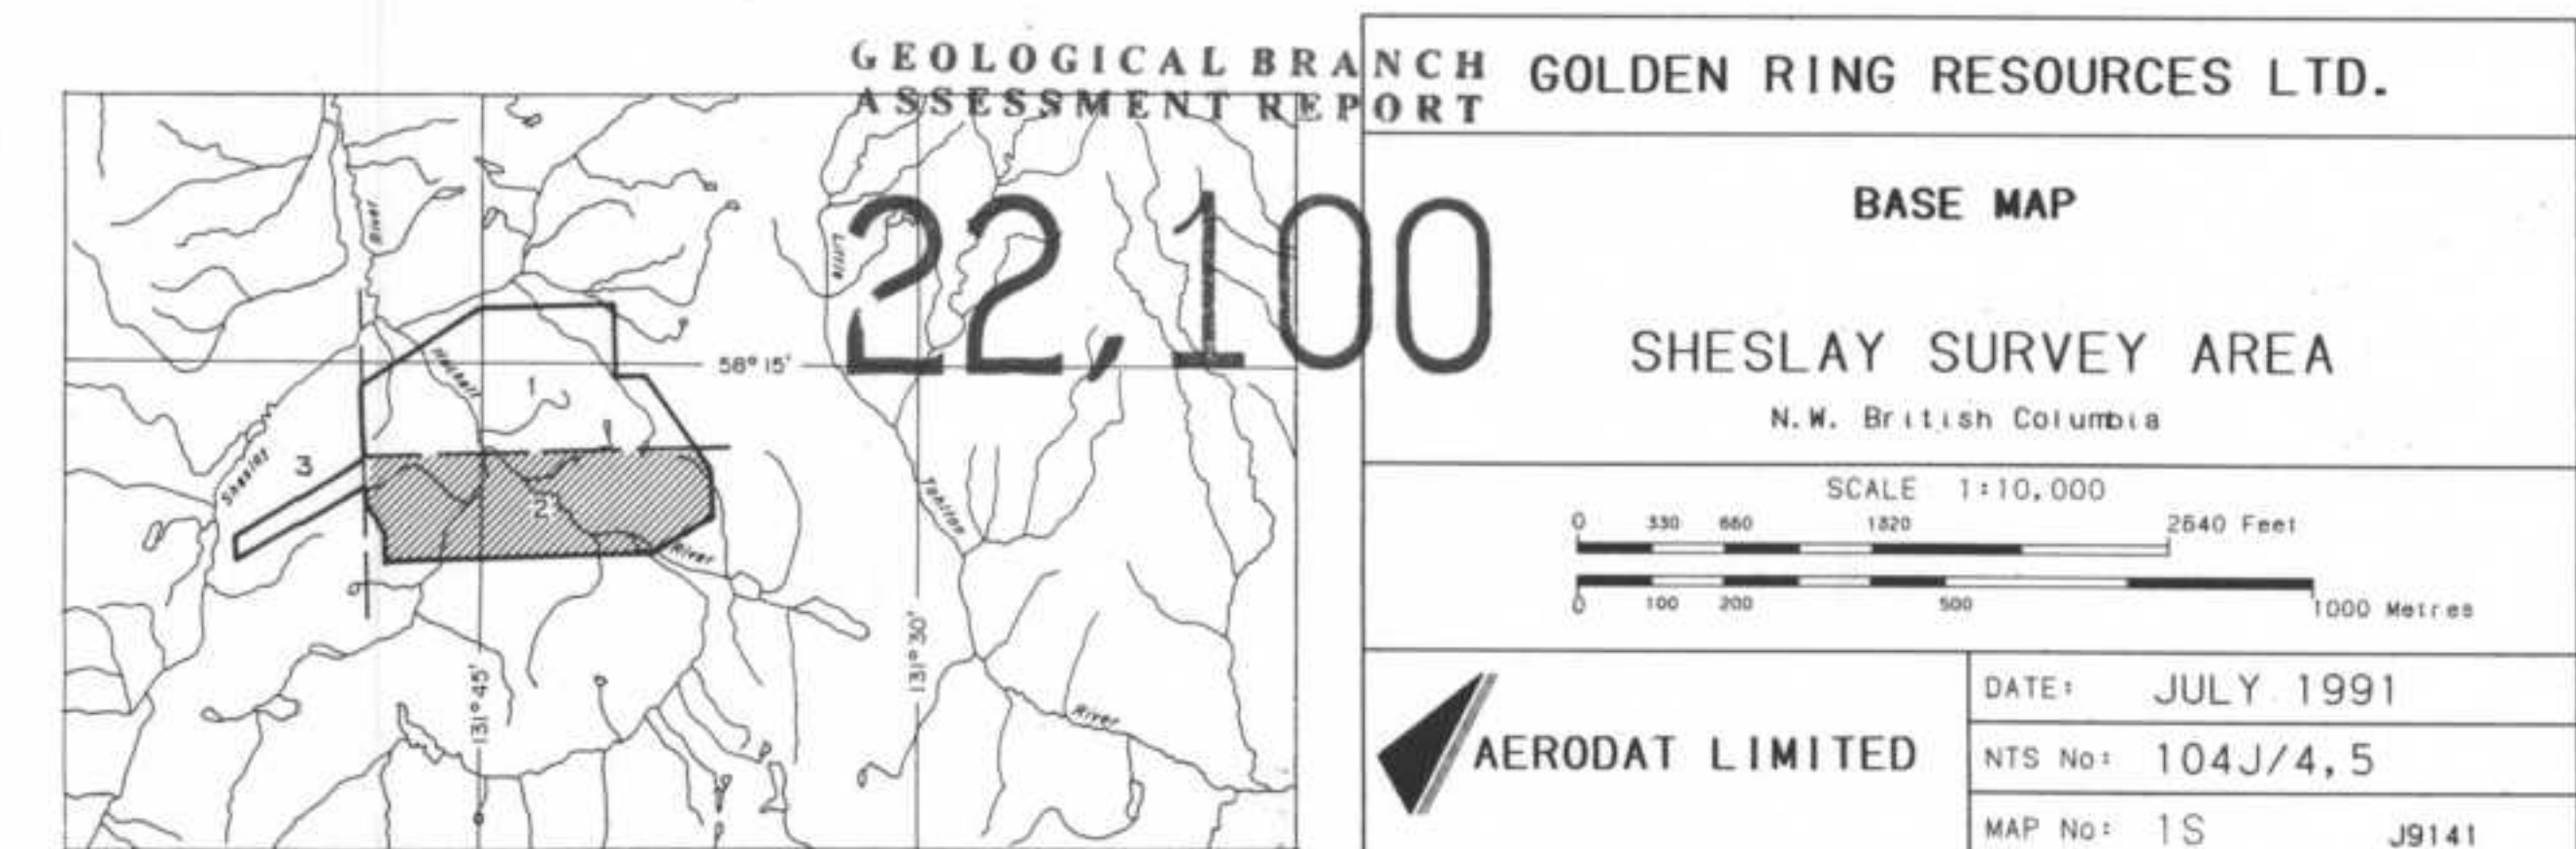 GEOLOGICAL BRANCH
ASSESSMENT REPORT
22,100
River
Little
Hackett
58° 15'
1
3
Sheslay
2
River
Tahltan
131° 45'
131° 30'
River
GOLDEN RING RESOURCES LTD.
BASE MAP
SHESLAY SURVEY AREA
N.W. British Columbia
SCALE 1:10,000
0 330 660 1320 2640 Feet
0 100 200 500 1000 Metres
AERODAT LIMITED
DATE: JULY 1991
NTS No: 104J/4,5
MAP No: 1S J9141